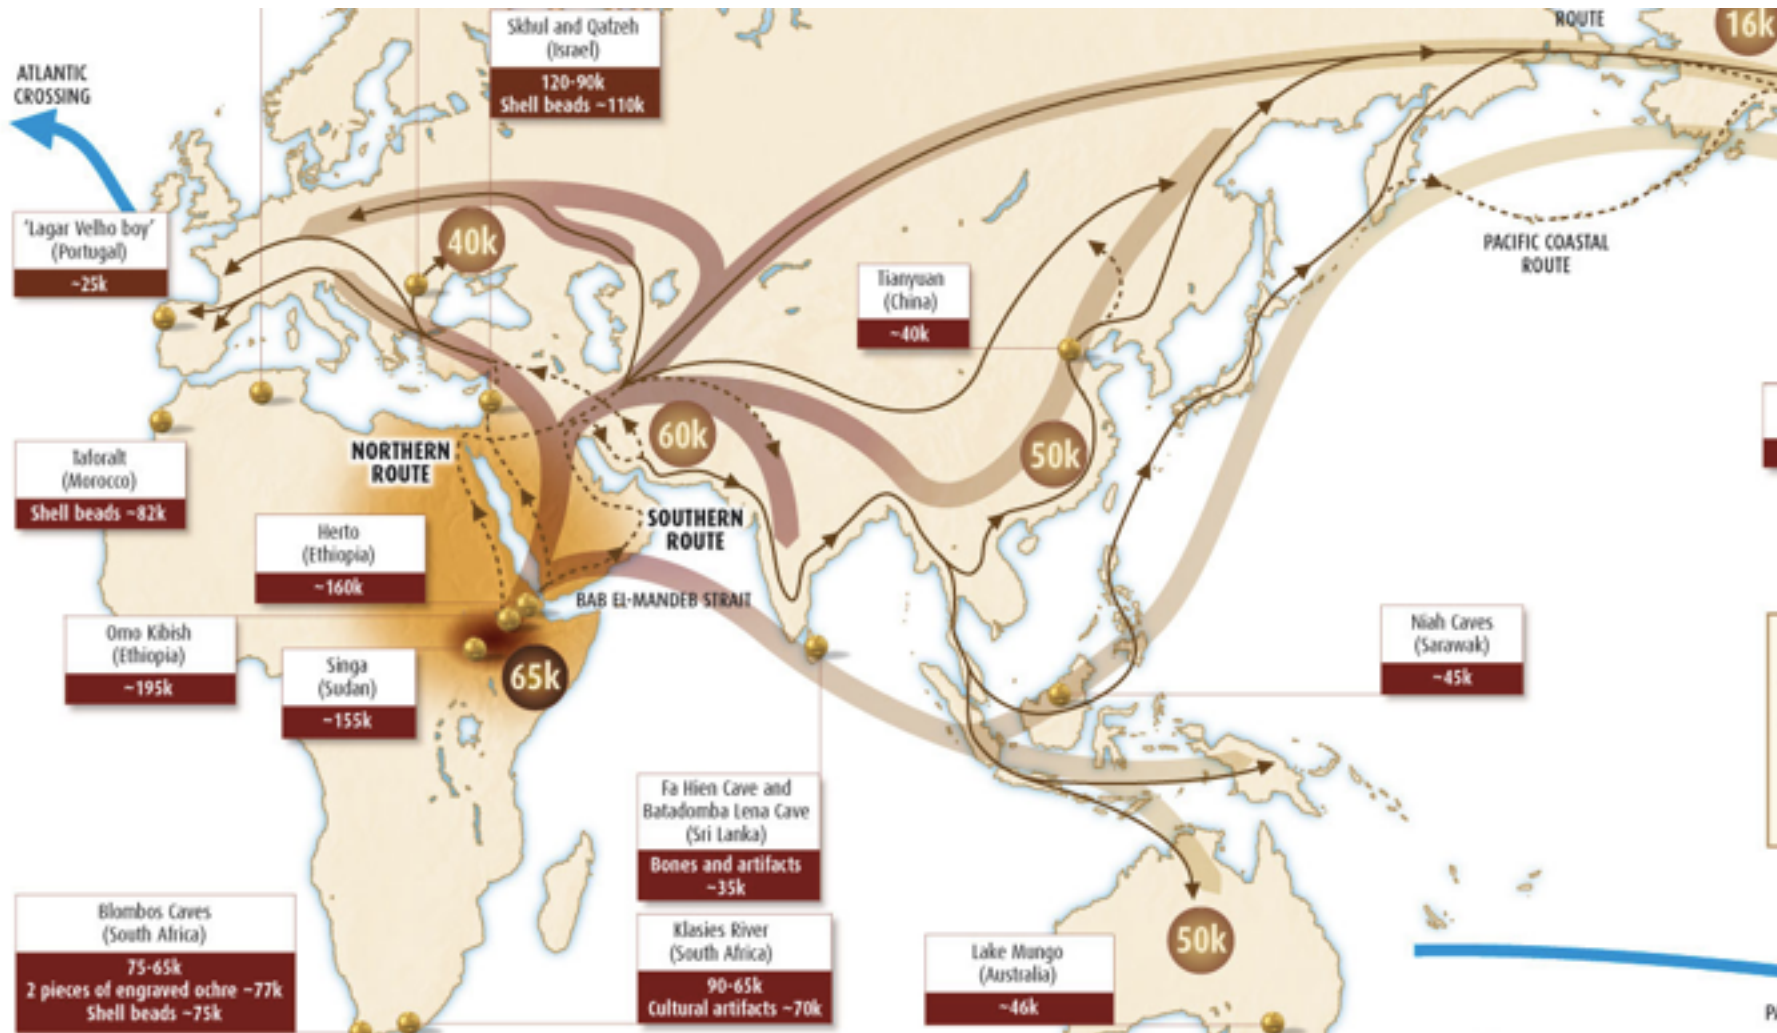 Skhul and Qafzeh
(Israel)
120-90k
Shell beads ~110k
ROUTE
16k
ATLANTIC
CROSSING
'Lagar Velho boy'
(Portugal)
~25k
40k
PACIFIC COASTAL
ROUTE
Tianyuan
(China)
~40k
60k
50k
NORTHERN
ROUTE
Taforalt
(Morocco)
Shell beads ~82k
SOUTHERN
ROUTE
Herto
(Ethiopia)
~160k
BAB EL-MANDEB STRAIT
Omo Kibish
(Ethiopia)
~195k
Singa
(Sudan)
~155k
65k
Niah Caves
(Sarawak)
~45k
Fa Hien Cave and
Batadomba Lena Cave
(Sri Lanka)
Bones and artifacts
~35k
Blombos Caves
(South Africa)
75-65k
2 pieces of engraved ochre ~77k
Shell beads ~75k
Klasies River
(South Africa)
90-65k
Cultural artifacts ~70k
Lake Mungo
(Australia)
~46k
50k